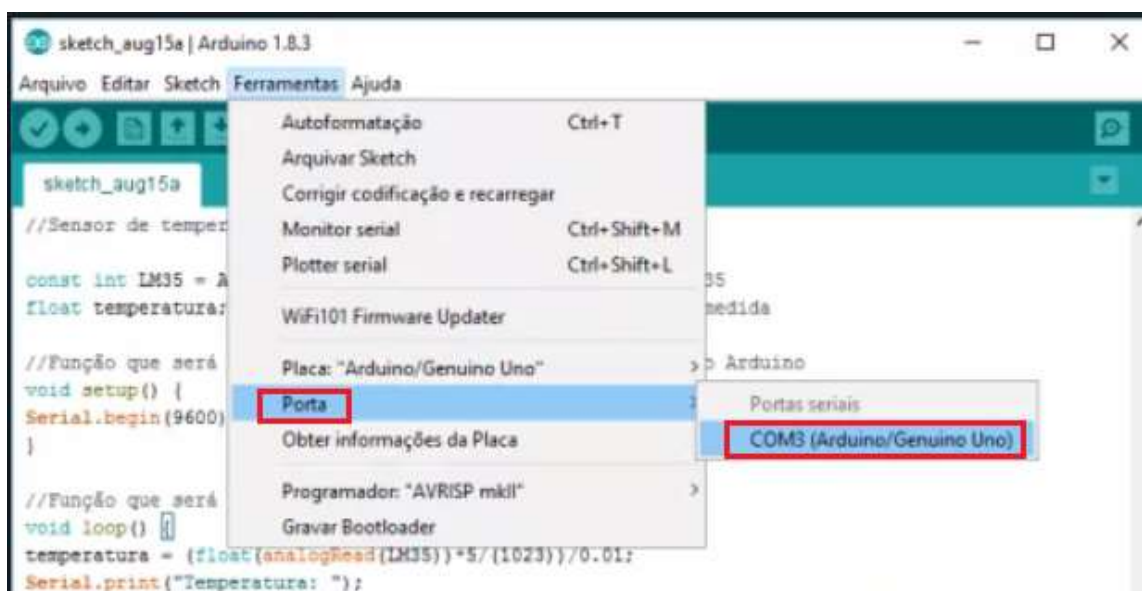 sketch_aug15a | Arduino 1.8.3
Arquivo Editar Sketch Ferramentas Ajuda
Autoformatação Ctrl+T
Arquivar Sketch
sketch_aug15a
Corrigir codificação e recarregar
//Sensor de temper
Monitor serial Ctrl+Shift+M
Plotter serial Ctrl+Shift+L
const int LM35 = A 35
float temperatura; medida
WiFi101 Firmware Updater
//Função que será o Arduino
Placa: "Arduino/Genuino Uno"
void setup() {
Porta
Portas seriais
Serial.begin(9600)
Obter informações da Placa
COM3 (Arduino/Genuino Uno)
}
Programador: "AVRISP mkII"
//Função que será
Gravar Bootloader
void loop() {
temperatura = (float(analogRead(LM35))*5/(1023))/0.01;
Serial.print("Temperatura: ");